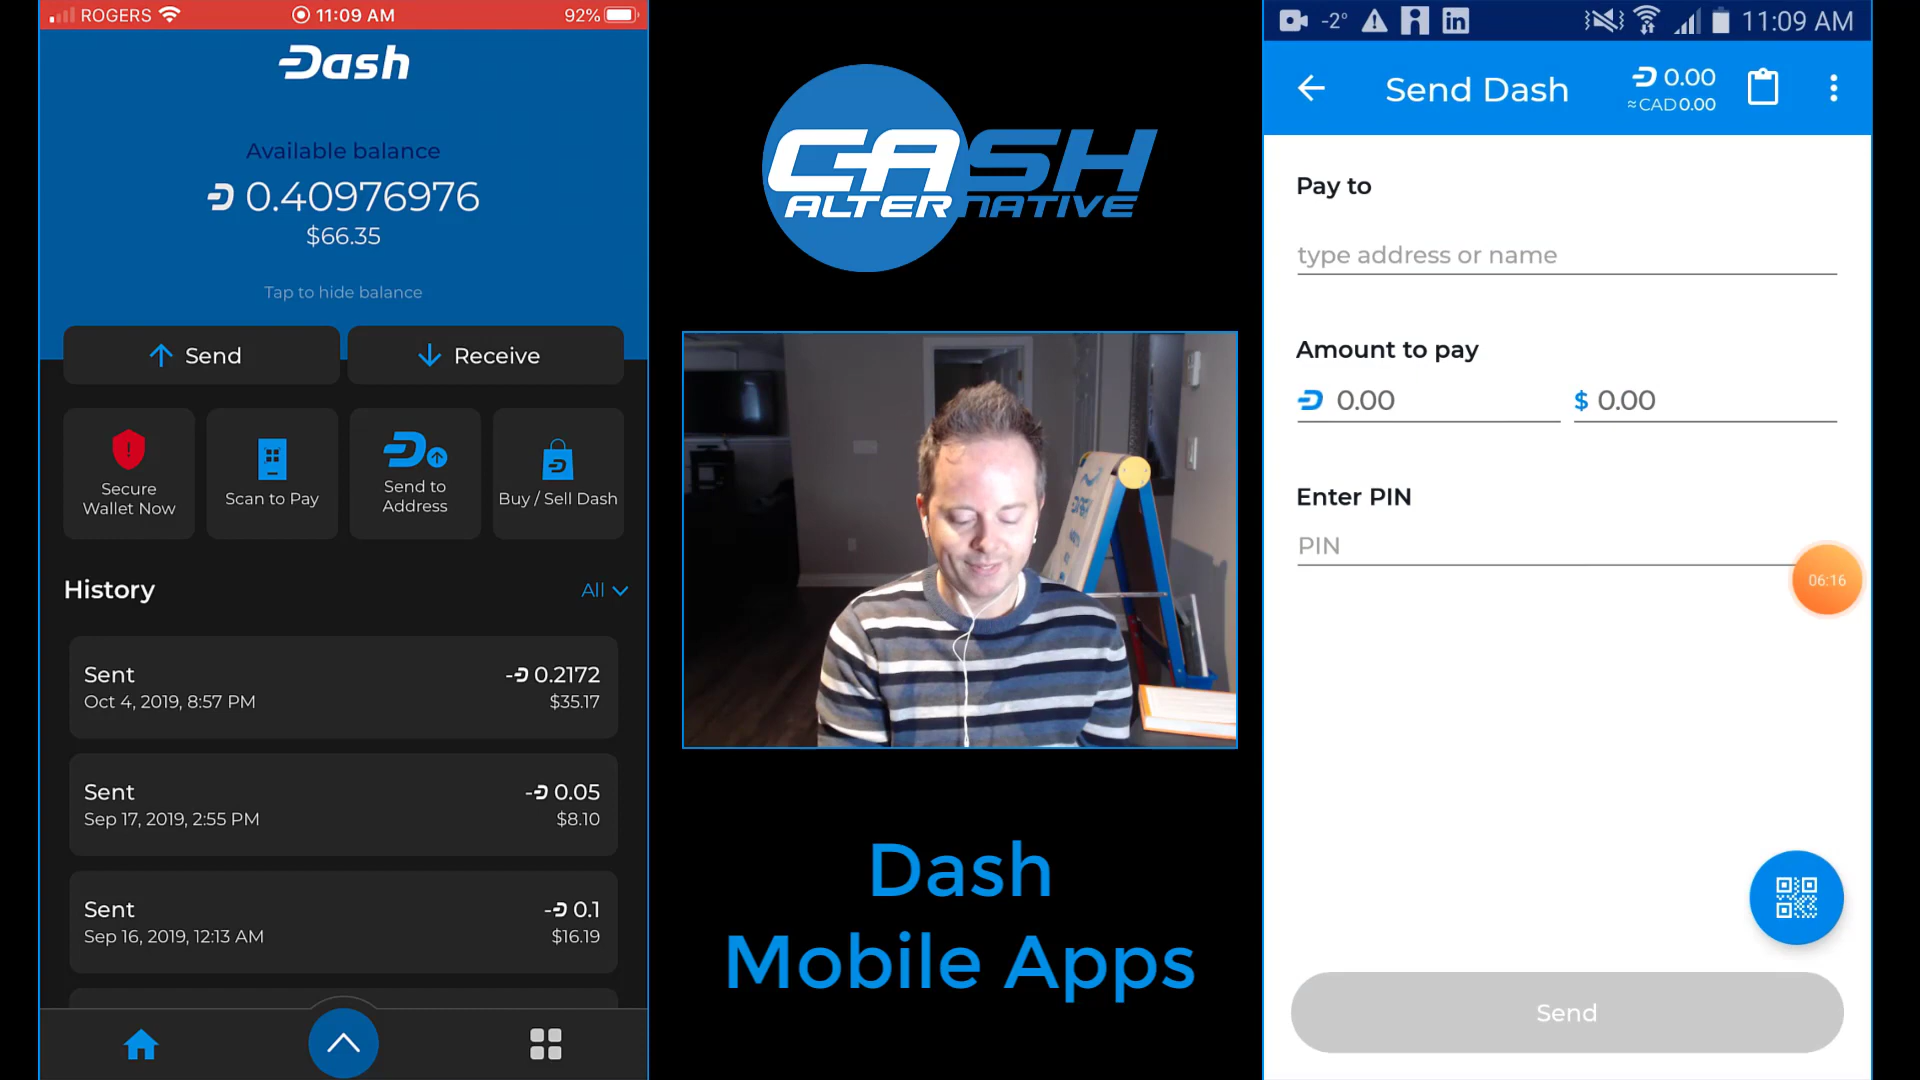 ROGERS 11:09 AM 92%
Dash
Available balance
0.40976976
$66.35
Tap to hide balance
Send
Receive
Secure
Wallet Now
Scan to Pay
Send to
Address
Buy / Sell Dash
History
All
Sent
-0.2172
Oct 4, 2019, 8:57 PM
$35.17
Sent
-0.05
Sep 17, 2019, 2:55 PM
$8.10
Sent
-0.1
Sep 16, 2019, 12:13 AM
$16.19
CASH
ALTERNATIVE
Dash
Mobile Apps
-2° in 11:09 AM
Send Dash
0.00
≈CAD 0.00
Pay to
type address or name
Amount to pay
0.00
$ 0.00
Enter PIN
PIN
06:16
Send